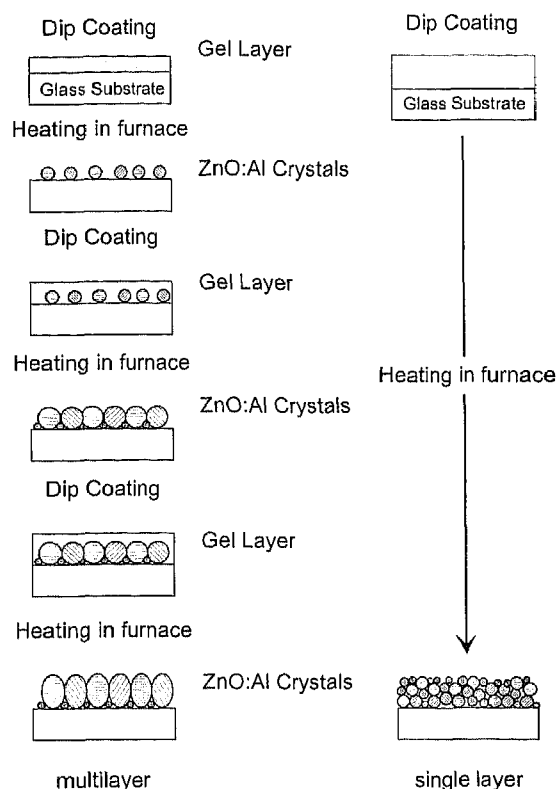 Dip Coating
Gel Layer
Glass Substrate
Heating in furnace
ZnO:Al Crystals
Dip Coating
Gel Layer
Heating in furnace
ZnO:Al Crystals
Dip Coating
Gel Layer
Heating in furnace
ZnO:Al Crystals
multilayer
Dip Coating
Glass Substrate
Heating in furnace
single layer